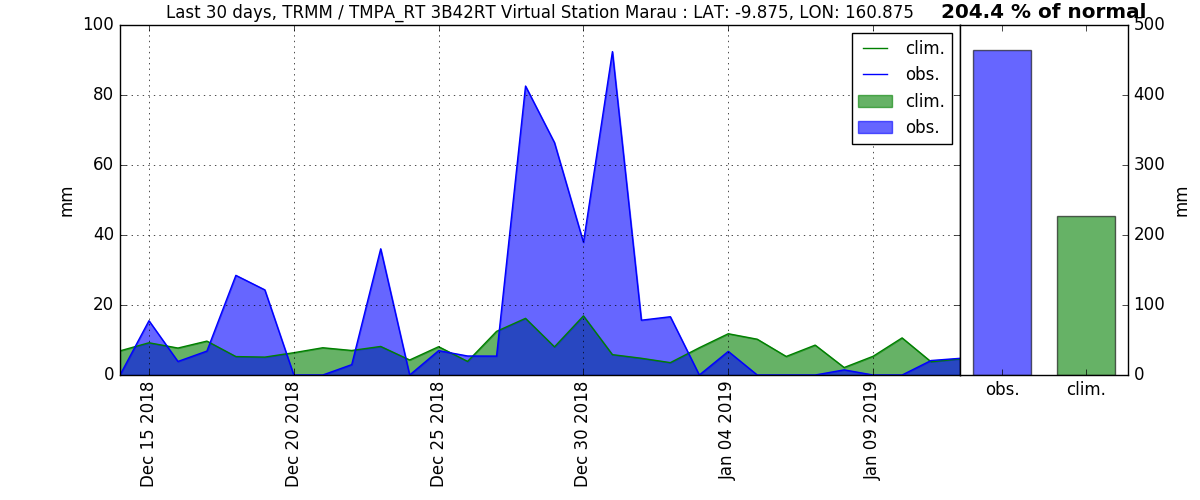 Last 30 days, TRMM / TMPA_RT 3B42RT Virtual Station Marau : LAT: -9.875, LON: 160.875
204.4 % of normal
100
80
60
40
20
0
mm
clim.
obs.
clim.
obs.
500
400
300
200
100
0
mm
Dec 15 2018
Dec 20 2018
Dec 25 2018
Dec 30 2018
Jan 04 2019
Jan 09 2019
obs.
clim.